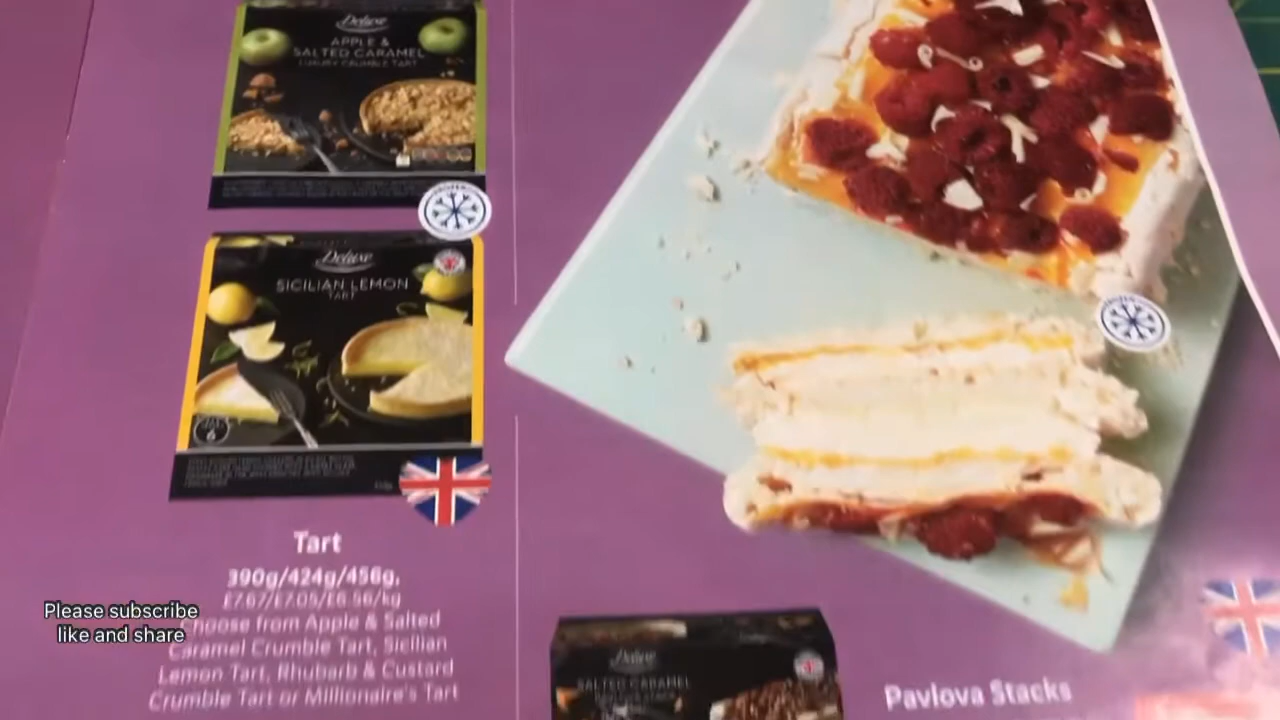 Deluxe
APPLE &
SALTED CARAMEL
LUXURY CRUMBLE TART
Deluxe
SICILIAN LEMON
TART
Tart
390g/424g/456g.
£7.67/£7.05/£6.56/kg
Choose from Apple & Salted
Caramel Crumble Tart, Sicilian
Lemon Tart, Rhubarb & Custard
Crumble Tart or Millionaire's Tart
Please subscribe
like and share
Deluxe
SALTED CARAMEL
Pavlova Stacks